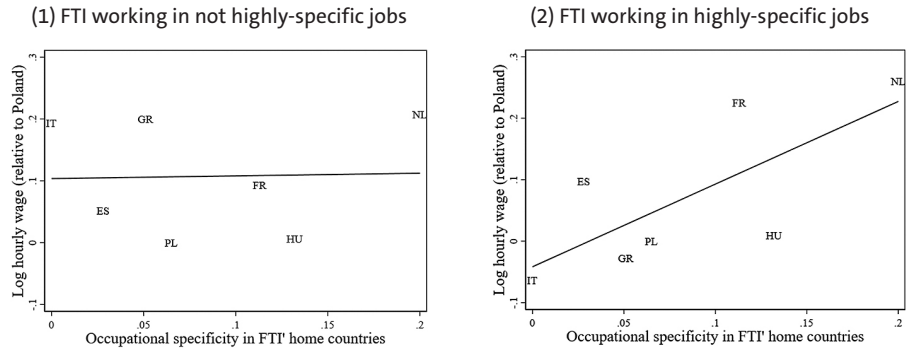 (1) FTI working in not highly-specific jobs
Log hourly wage (relative to Poland)
.3
.2
.1
0
-.1
IT
GR
NL
FR
ES
PL
HU
0
.05
.1
.15
.2
Occupational specificity in FTI' home countries
(2) FTI working in highly-specific jobs
Log hourly wage (relative to Poland)
.3
.2
.1
0
-.1
NL
FR
ES
PL
HU
GR
IT
0
.05
.1
.15
.2
Occupational specificity in FTI' home countries